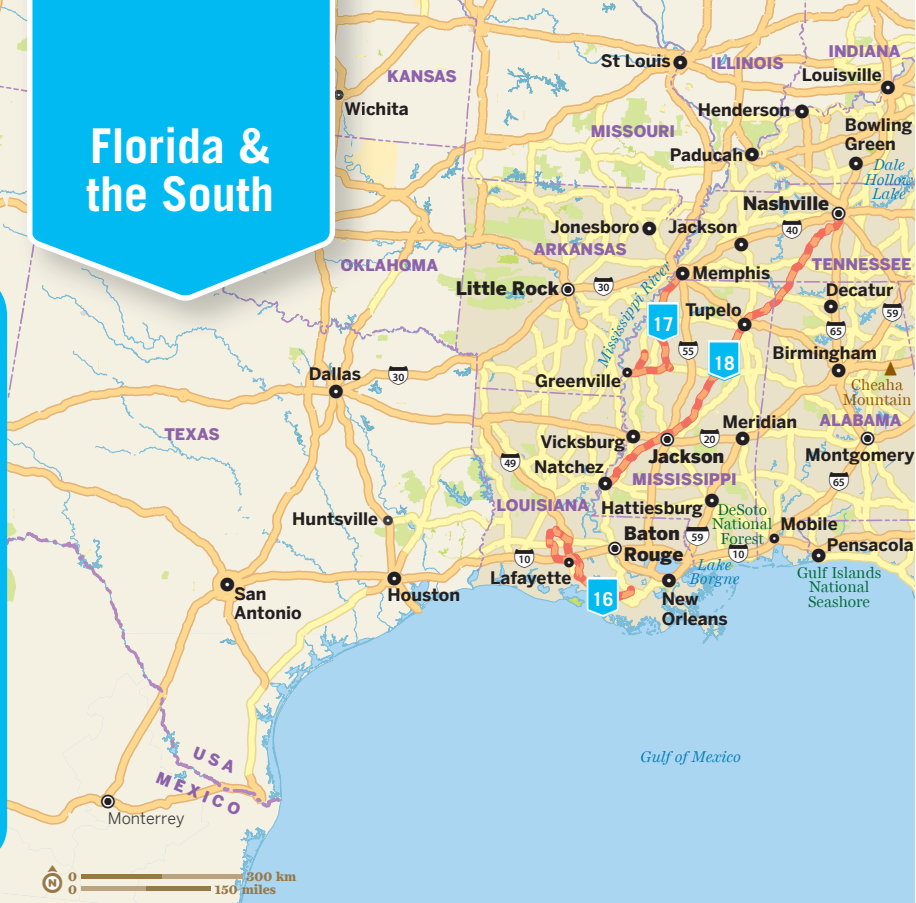 Florida &
the South
KANSAS
Wichita
St Louis
ILLINOIS
INDIANA
Louisville
Henderson
MISSOURI
Bowling
Green
Paducah
Dale
Hollow
Lake
Nashville
Jonesboro
Jackson
40
ARKANSAS
OKLAHOMA
TENNESSEE
Memphis
Little Rock
30
Mississippi River
Decatur
59
Tupelo
17
65
55
18
Birmingham
Dallas
30
Greenville
Cheaha
Mountain
TEXAS
Meridian
ALABAMA
Vicksburg
20
Jackson
Montgomery
49
Natchez
MISSISSIPPI
65
LOUISIANA
Hattiesburg
DeSoto
National
Forest
Huntsville
Baton
Rouge
59
Mobile
10
10
Pensacola
Lafayette
Lake
Borgne
Gulf Islands
National
Seashore
San
Antonio
Houston
16
New
Orleans
USA
MEXICO
Gulf of Mexico
Monterrey
N
0
300 km
0
150 miles